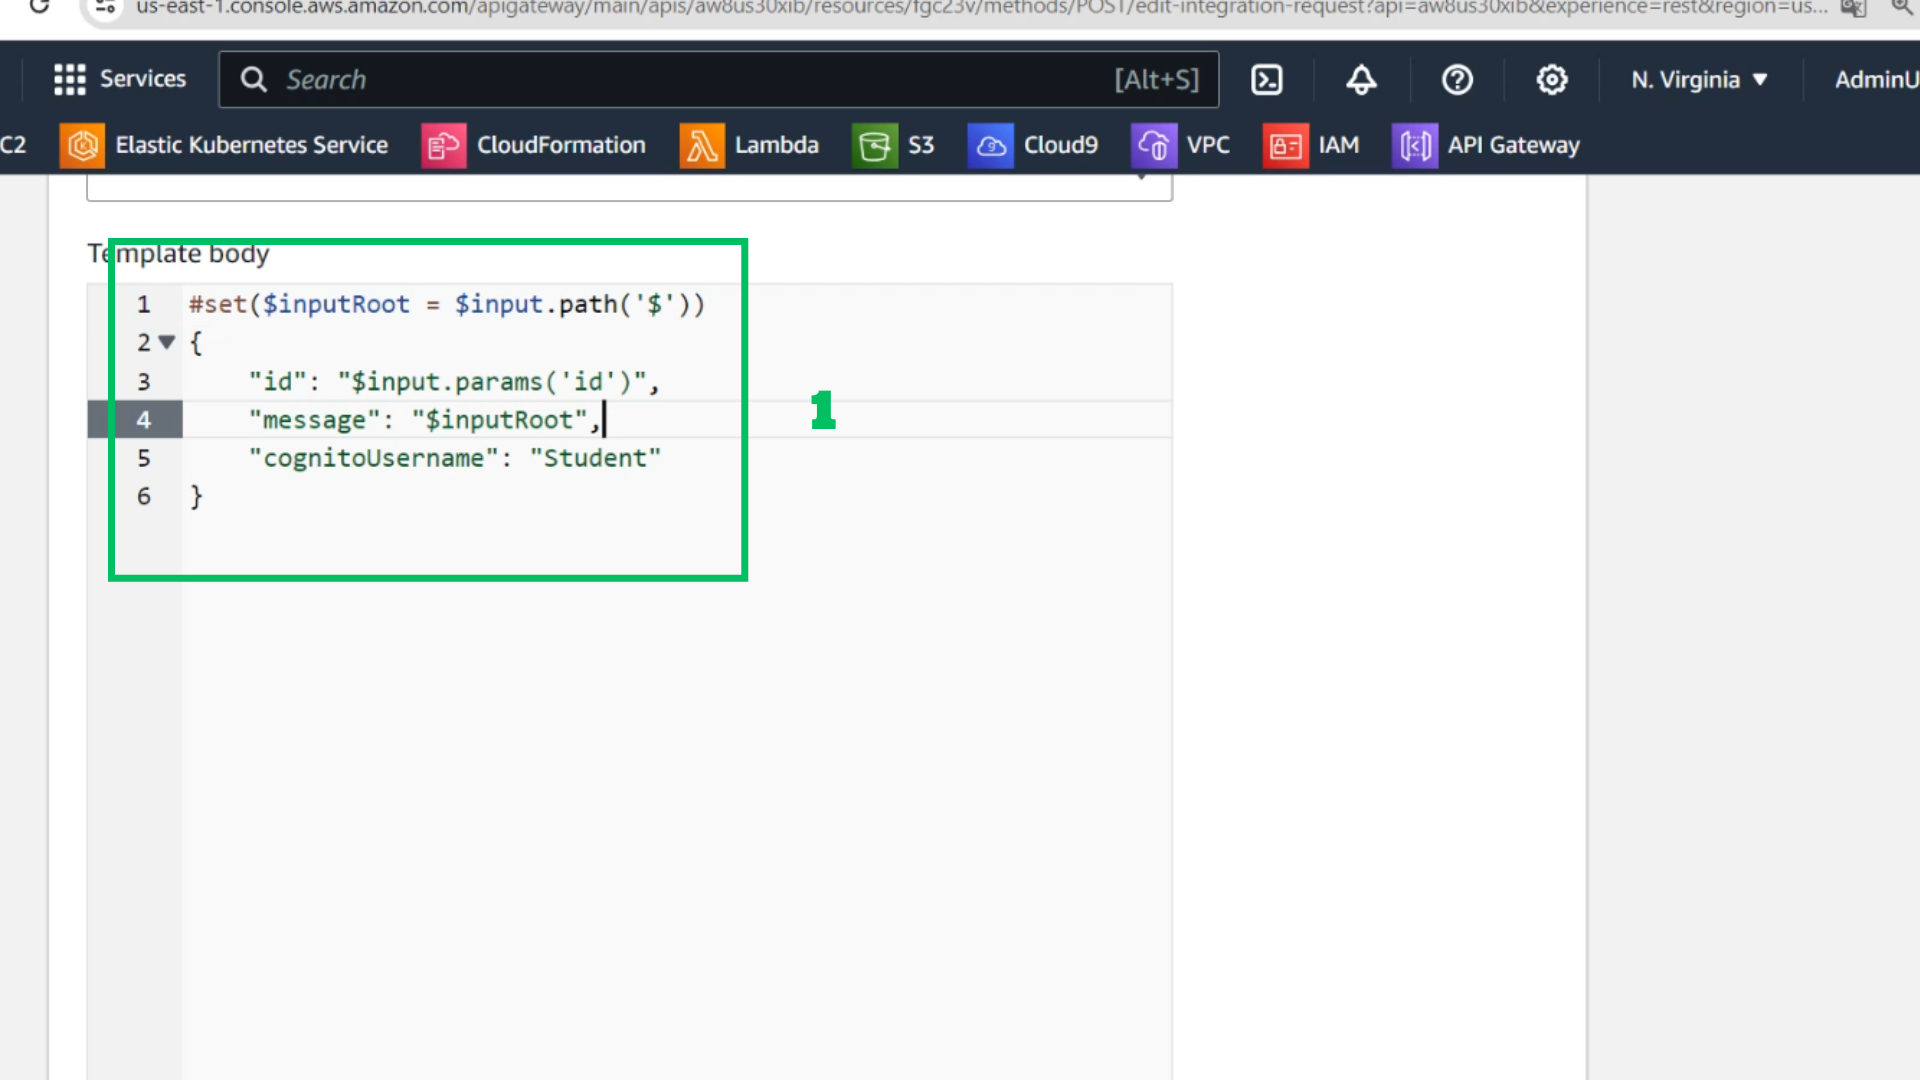 us-east-1.console.aws.amazon.com/apigateway/main/apis/aw8us30xib/resources/fgc23v/methods/POST/edit-integration-request?api=aw8us30xib&experience=rest&region=us...
Services Search [Alt+S] N. Virginia AdminU
C2 Elastic Kubernetes Service CloudFormation Lambda S3 Cloud9 VPC IAM API Gateway
Template body
1 #set($inputRoot = $input.path('$'))
2 {
3 "id": "$input.params('id')",
4 "message": "$inputRoot",
5 "cognitoUsername": "Student"
6 }
1